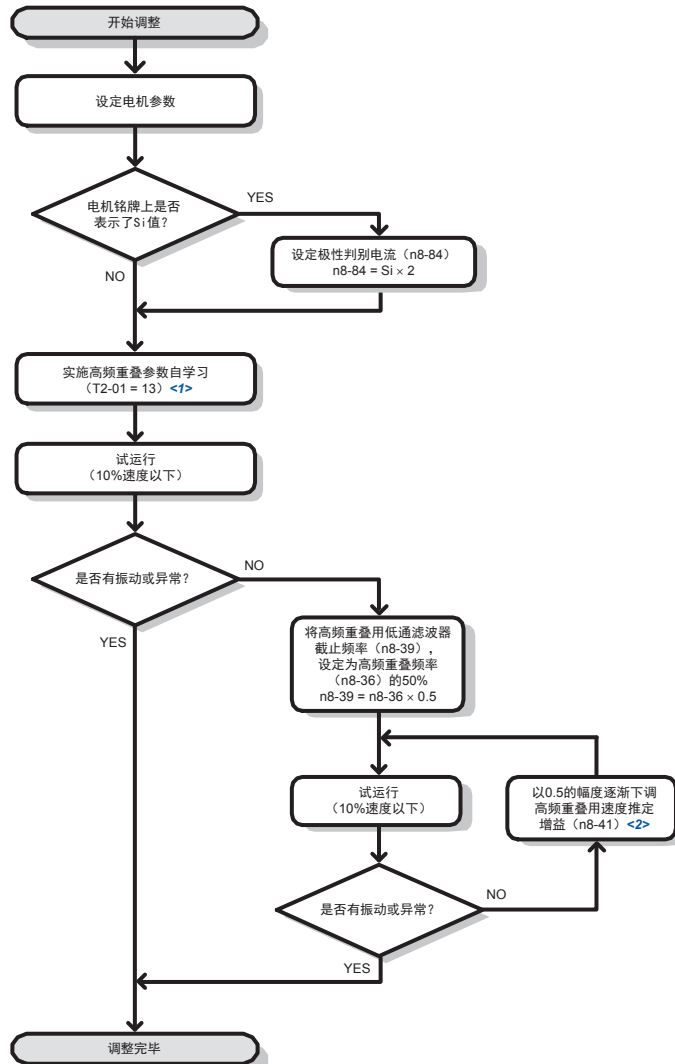 开始调整
设定电机参数
电机铭牌上是否
表示了Si值?
YES
设定极性判别电流（n8-84）
n8-84 = Si × 2
NO
实施高频重叠参数自学习
（T2-01 = 13）<1>
试运行
（10%速度以下）
是否有振动或异常?
NO
YES
将高频重叠用低通滤波器
截止频率（n8-39），
设定为高频重叠频率
（n8-36）的50%
n8-39 = n8-36 × 0.5
试运行
（10%速度以下）
以0.5的幅度逐渐下调
高频重叠用速度推定
增益（n8-41）<2>
是否有振动或异常?
NO
YES
调整完毕